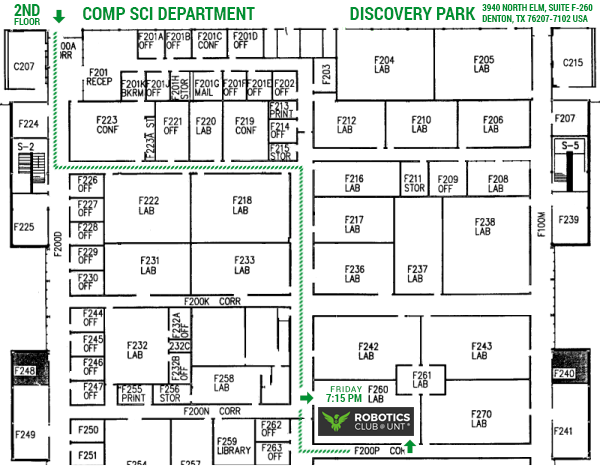 2ND
FLOOR
COMP SCI DEPARTMENT
DISCOVERY PARK
3940 NORTH ELM, SUITE F-260
DENTON, TX 76207-7102 USA
C207
00A
ORR
F201
RECEP
F201A
OFF
F201B
OFF
F201C
CONF
F201D
OFF
F203
F204
LAB
F205
LAB
C215
F201K
BKRM
F201J
OFF
F201H
STOR
F201G
MAIL
F201F
OFF
F201E
OFF
F202
OFF
F224
F223
CONF
F223A ST
F221
OFF
F220
LAB
F219
CONF
F213
PRINT
F214
OFF
F215
STOR
F212
LAB
F210
LAB
F206
LAB
F207
S-2
S-5
F226
OFF
F227
OFF
F228
OFF
F229
OFF
F230
OFF
F222
LAB
F218
LAB
F216
LAB
F211
STOR
F209
OFF
F208
LAB
F225
F200D
F217
LAB
F238
LAB
F100M
F239
F231
LAB
F233
LAB
F236
LAB
F237
LAB
F200K CORR
F244
OFF
F245
OFF
F246
OFF
F247
OFF
F232
LAB
F232A
OFF
232C
F232B
OFF
F242
LAB
F243
LAB
F248
F255
PRINT
F256
STOR
F258
LAB
F261
LAB
F240
FRIDAY
7:15 PM
F260
LAB
ROBOTICS
CLUB@UNT
F270
LAB
F200N CORR
F249
F250
F251
F254
F257
F259
LIBRARY
F262
OFF
F263
OFF
F200P CORR
F241